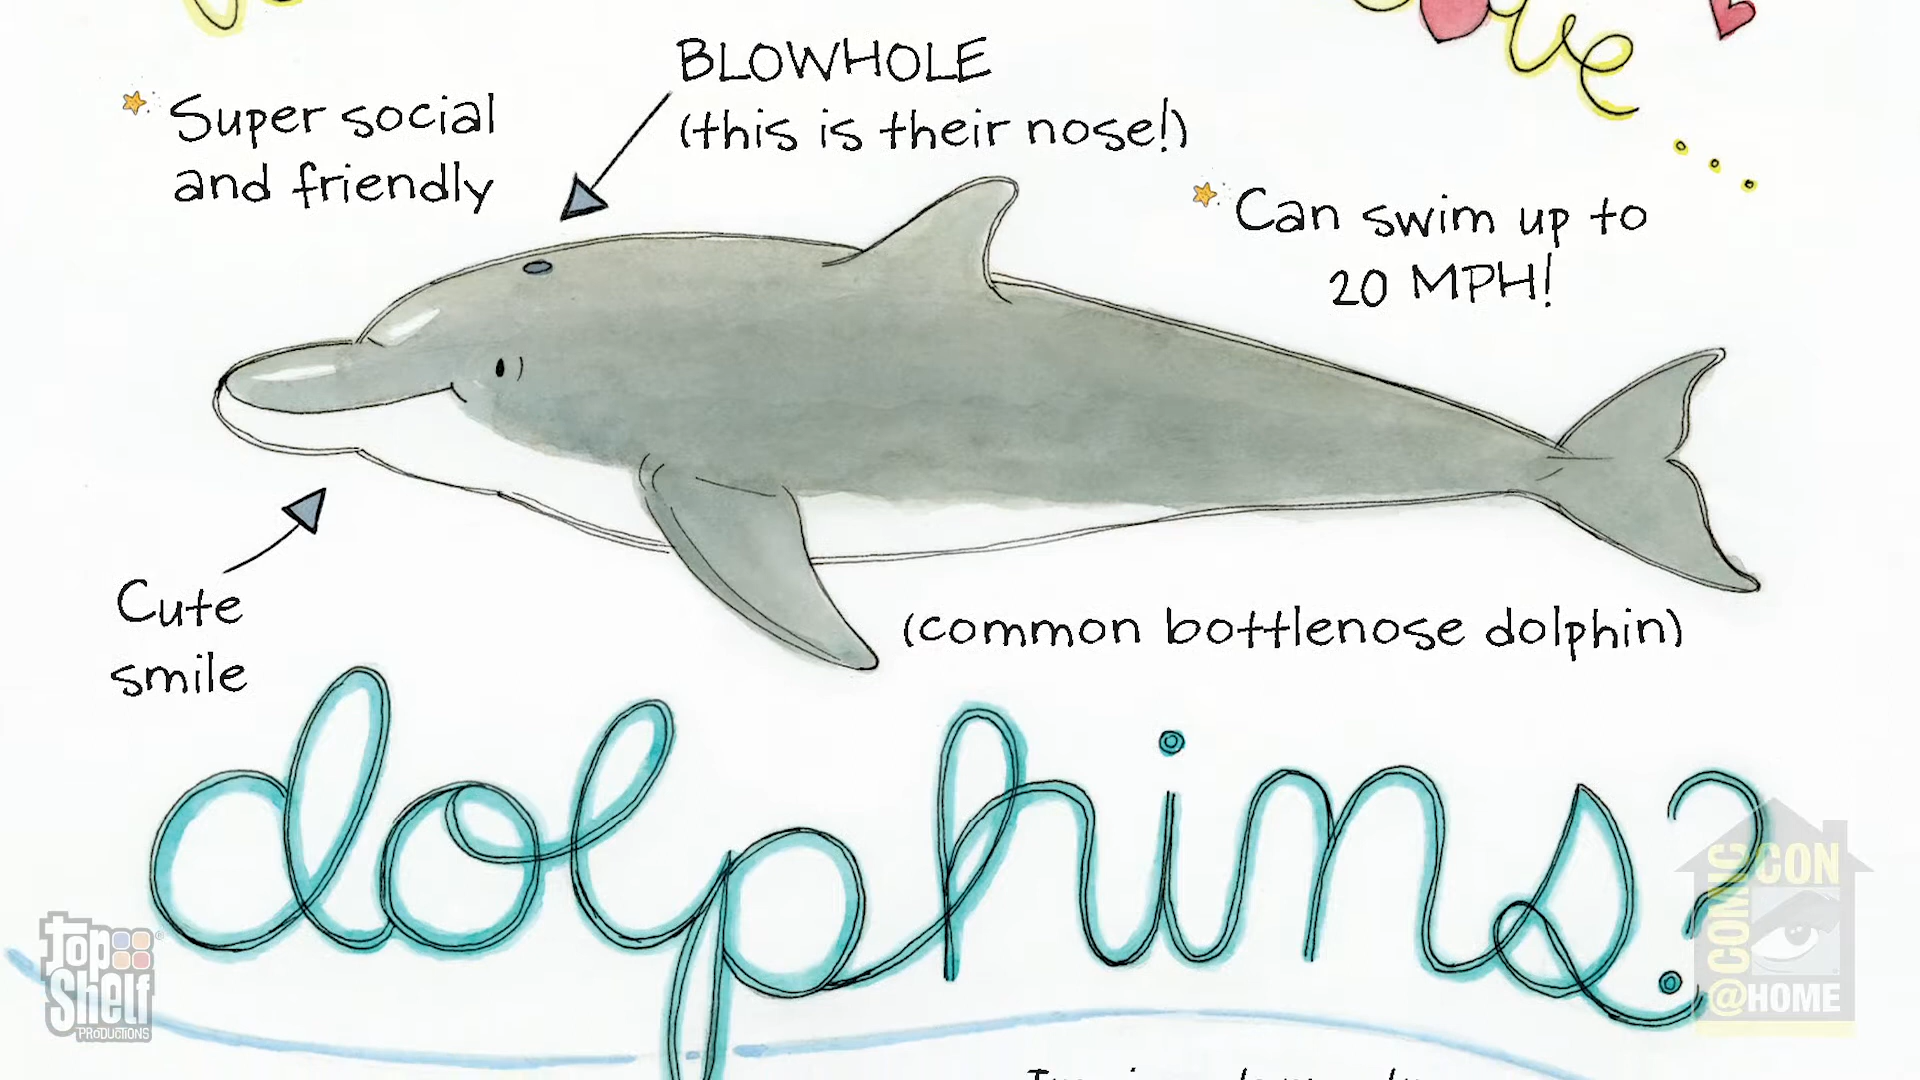 BLOWHOLE
(this is their nose!)
Super social
and friendly
Can swim up to
20 MPH!
Cute
smile
(common bottlenose dolphin)
dolphins?
top
Shelf
PRODUCTIONS
COMIC
CON
@HOME